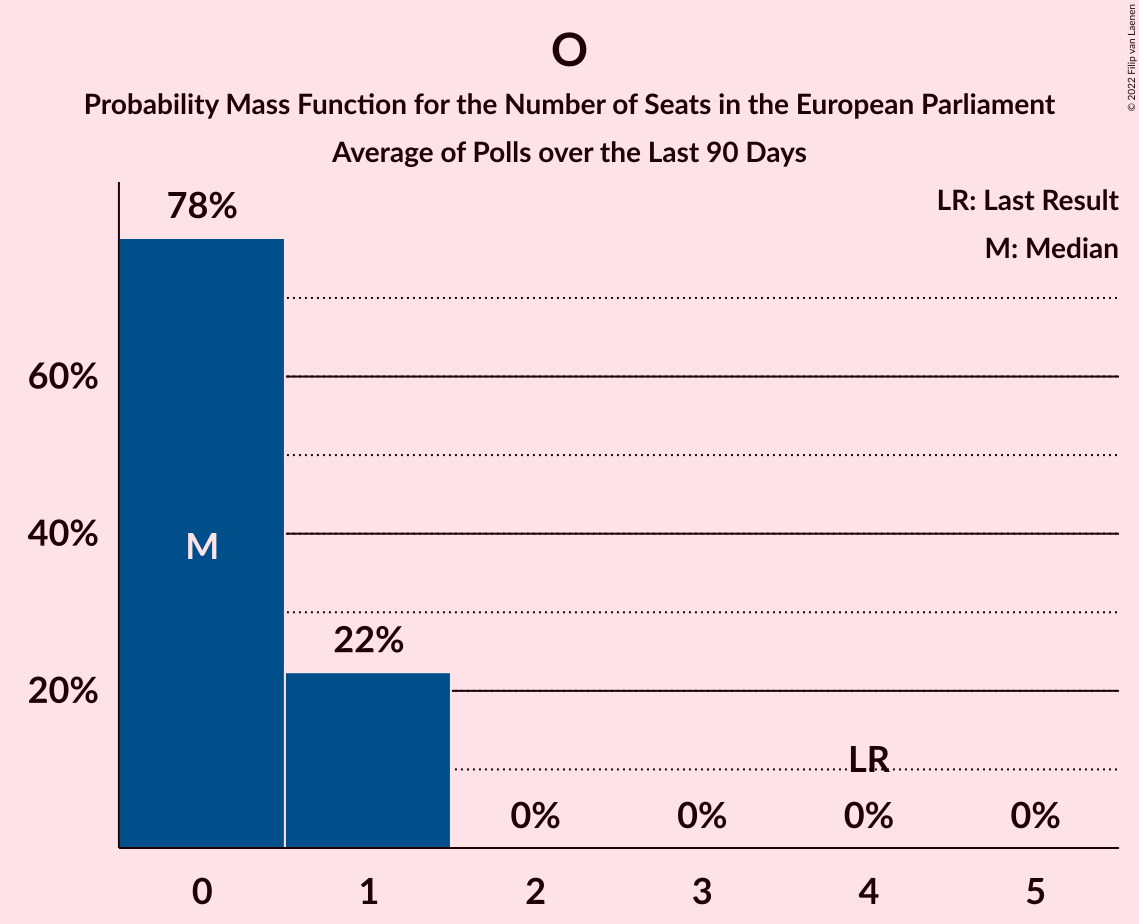 O
Probability Mass Function for the Number of Seats in the European Parliament
Average of Polls over the Last 90 Days
© 2022 Filip van Laenen
LR: Last Result
M: Median
78%
60%
40%
M
22%
20%
LR
0% 0% 0% 0%
0 1 2 3 4 5